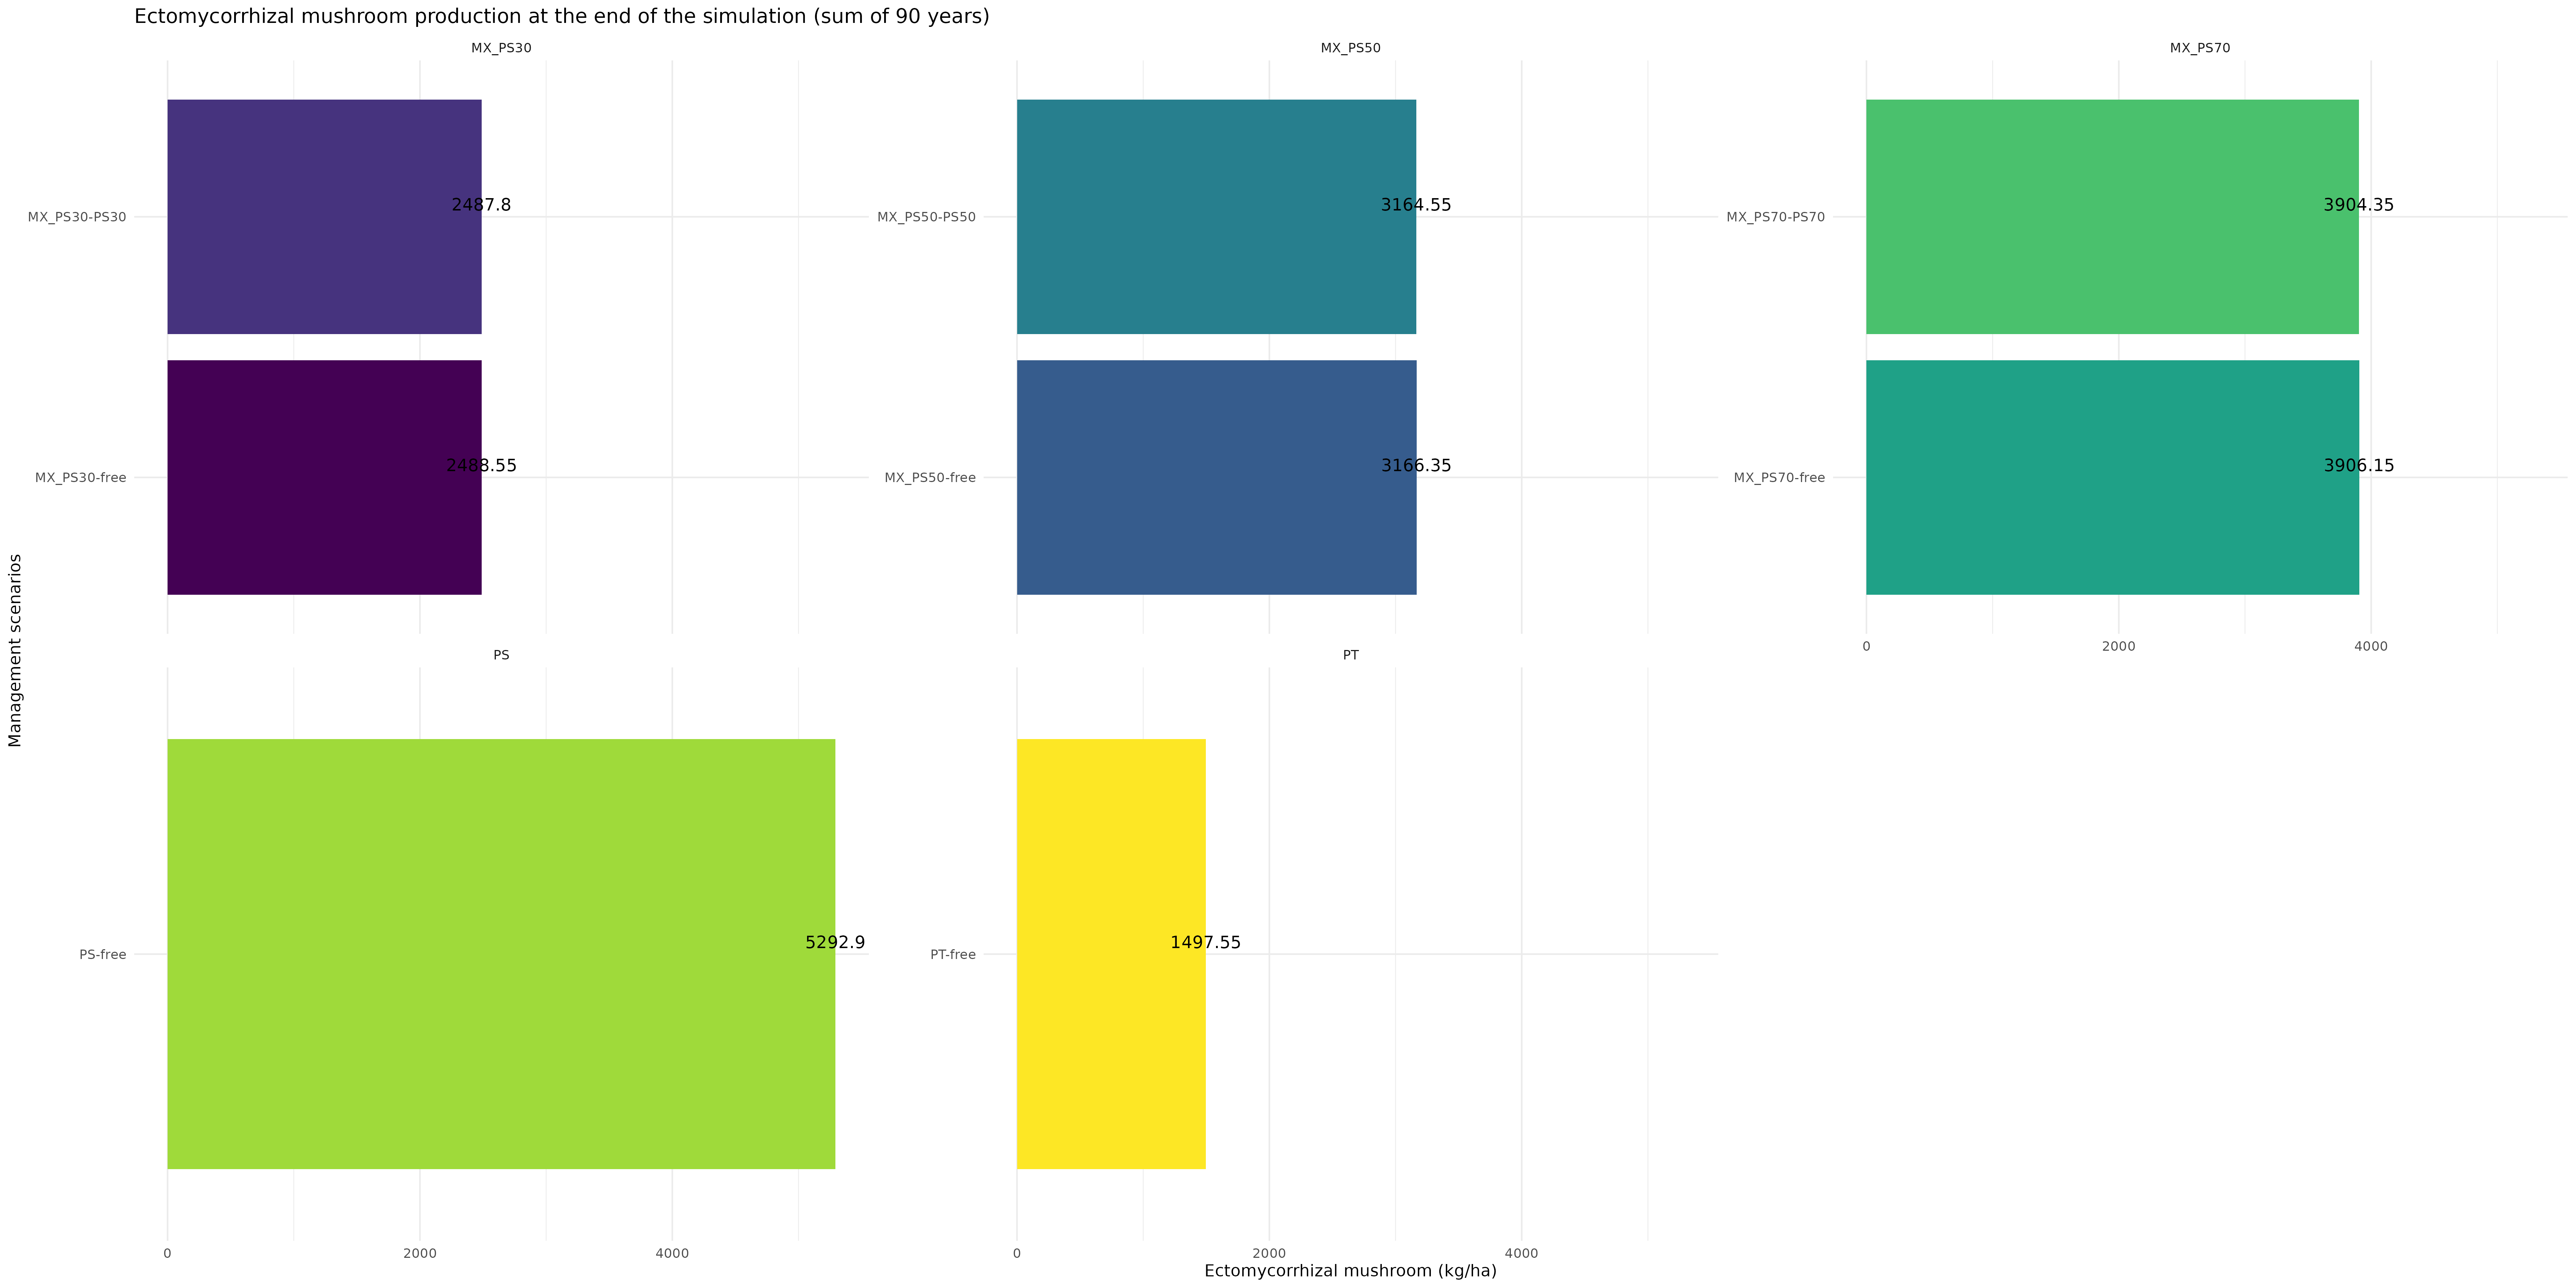 Ectomycorrhizal mushroom production at the end of the simulation (sum of 90 years)
MX_PS30
MX_PS50
MX_PS70
MX_PS30-PS30
2487.8
MX_PS50-PS50
3164.55
MX_PS70-PS70
3904.35
MX_PS30-free
2488.55
MX_PS50-free
3166.35
MX_PS70-free
3906.15
0
2000
4000
Management scenarios
PS
PT
PS-free
5292.9
PT-free
1497.55
0
2000
4000
0
2000
4000
Ectomycorrhizal mushroom (kg/ha)